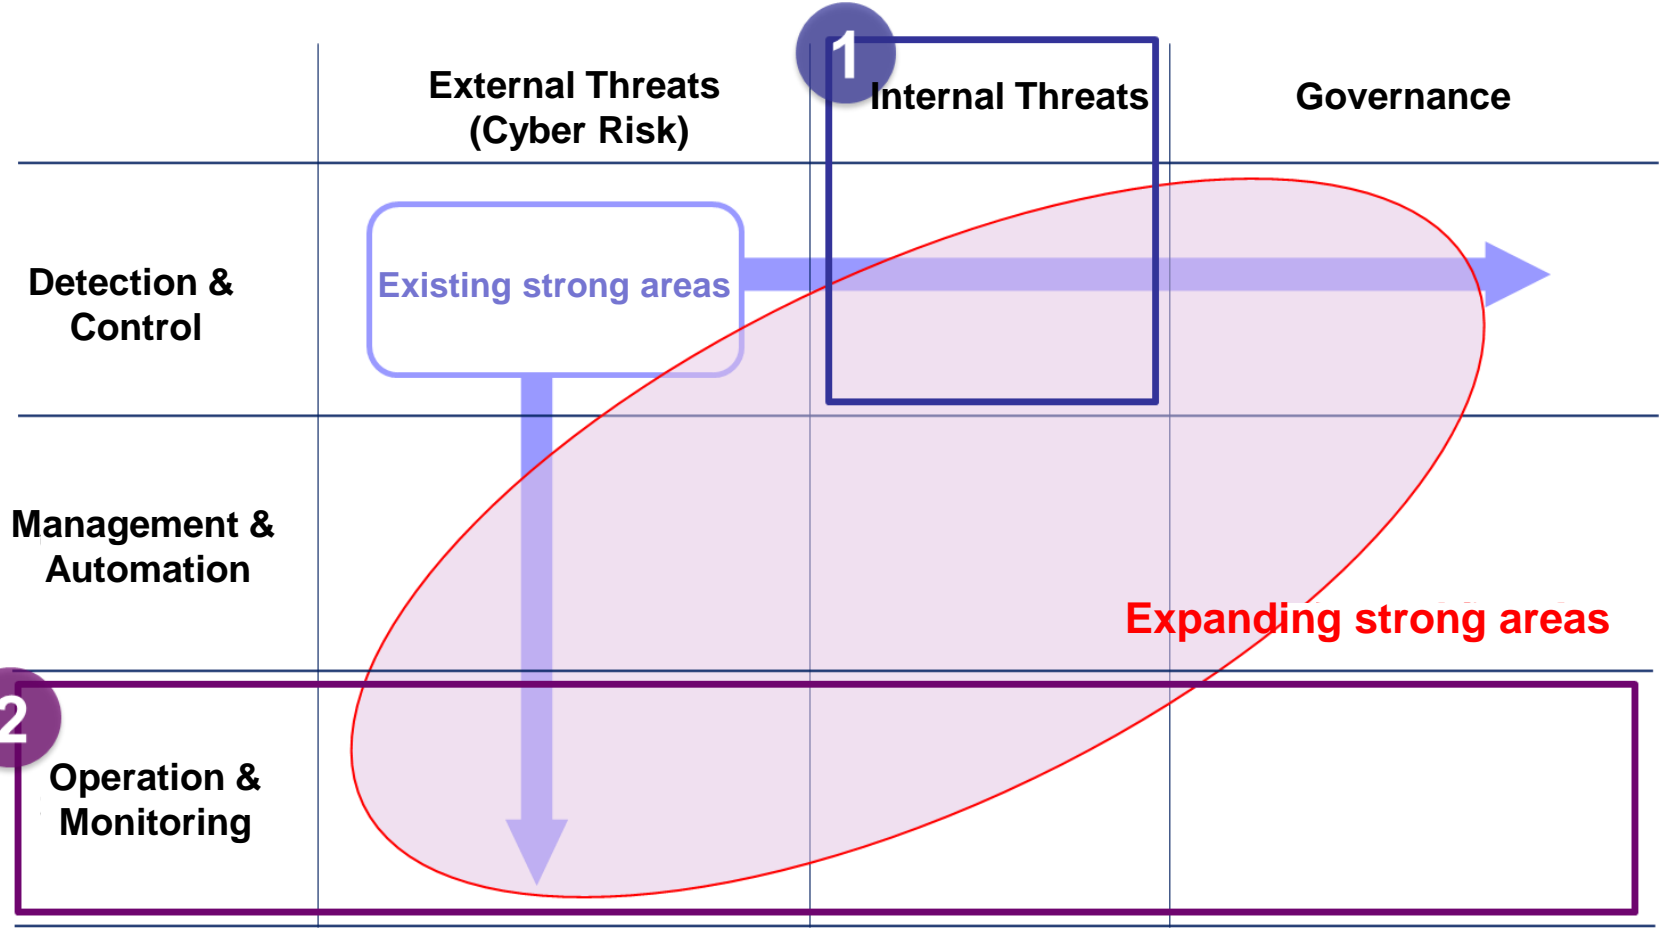 1
External Threats
(Cyber Risk)
Internal Threats
Governance
Detection &
Control
Existing strong areas
Management &
Automation
Expanding strong areas
2
Operation &
Monitoring